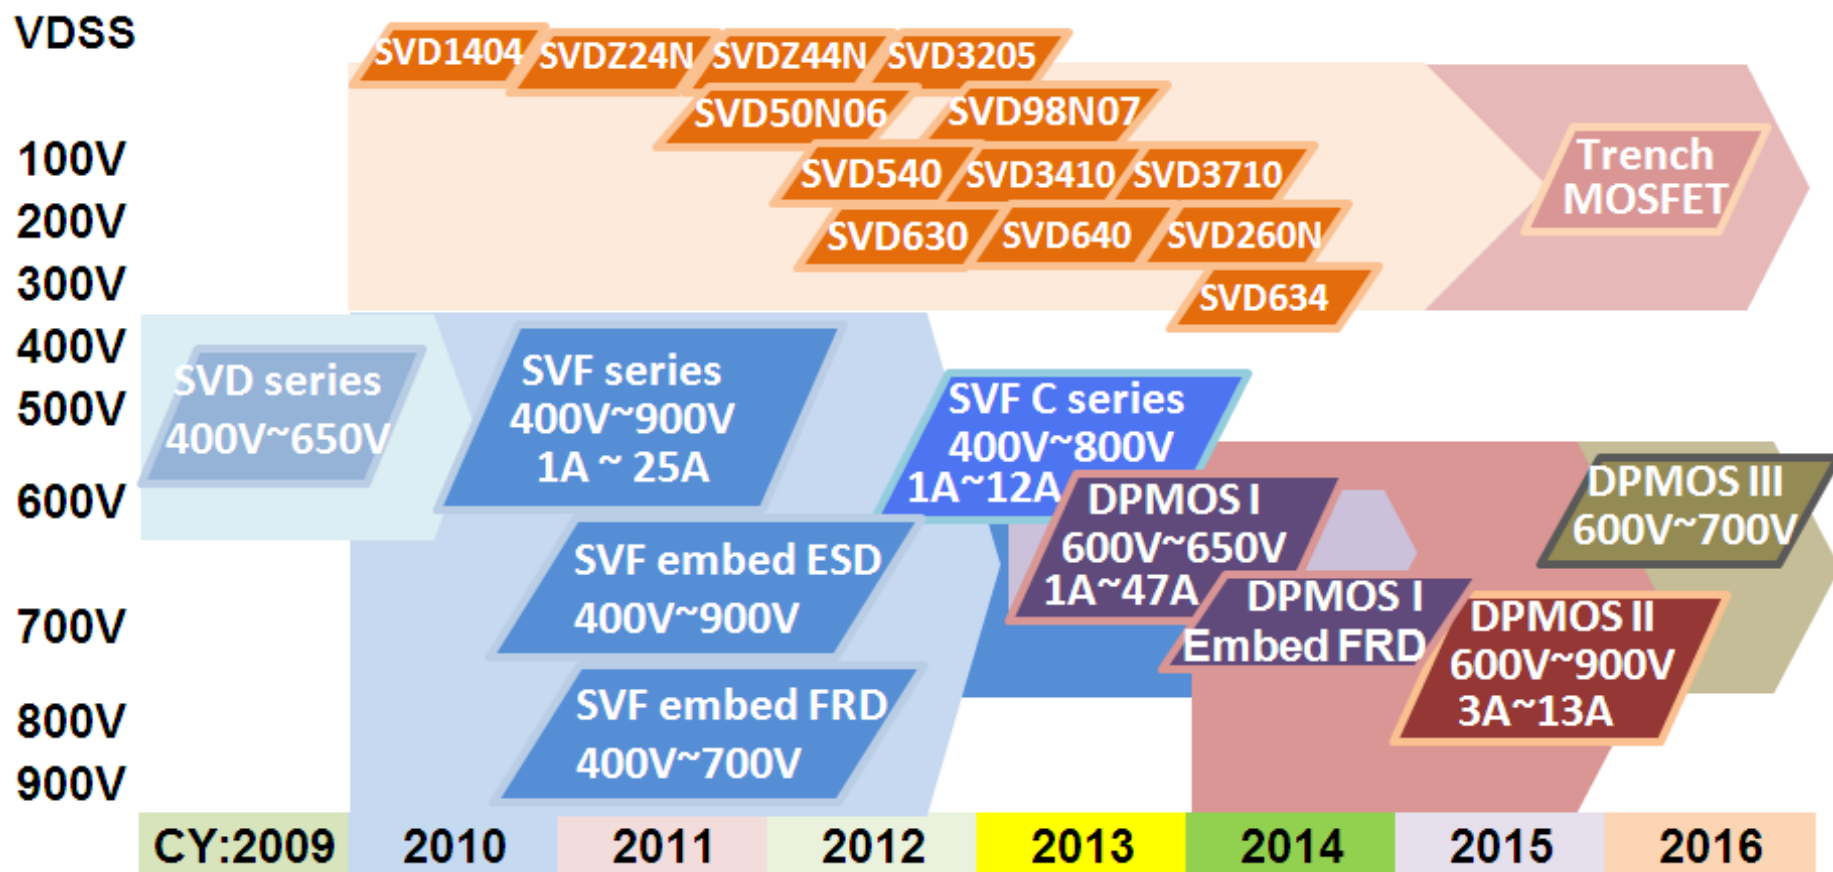 VDSS
SVD1404
SVDZ24N
SVDZ44N
SVD3205
SVD50N06
SVD98N07
100V
SVD540
SVD3410
SVD3710
Trench
MOSFET
200V
SVD630
SVD640
SVD260N
300V
SVD634
400V
SVD series
400V~650V
SVF series
400V~900V
1A ~ 25A
500V
SVF C series
400V~800V
1A~12A
600V
DPMOS I
600V~650V
1A~47A
DPMOS III
600V~700V
SVF embed ESD
400V~900V
DPMOS I
Embed FRD
700V
DPMOS II
600V~900V
3A~13A
SVF embed FRD
400V~700V
800V
900V
CY:2009
2010
2011
2012
2013
2014
2015
2016